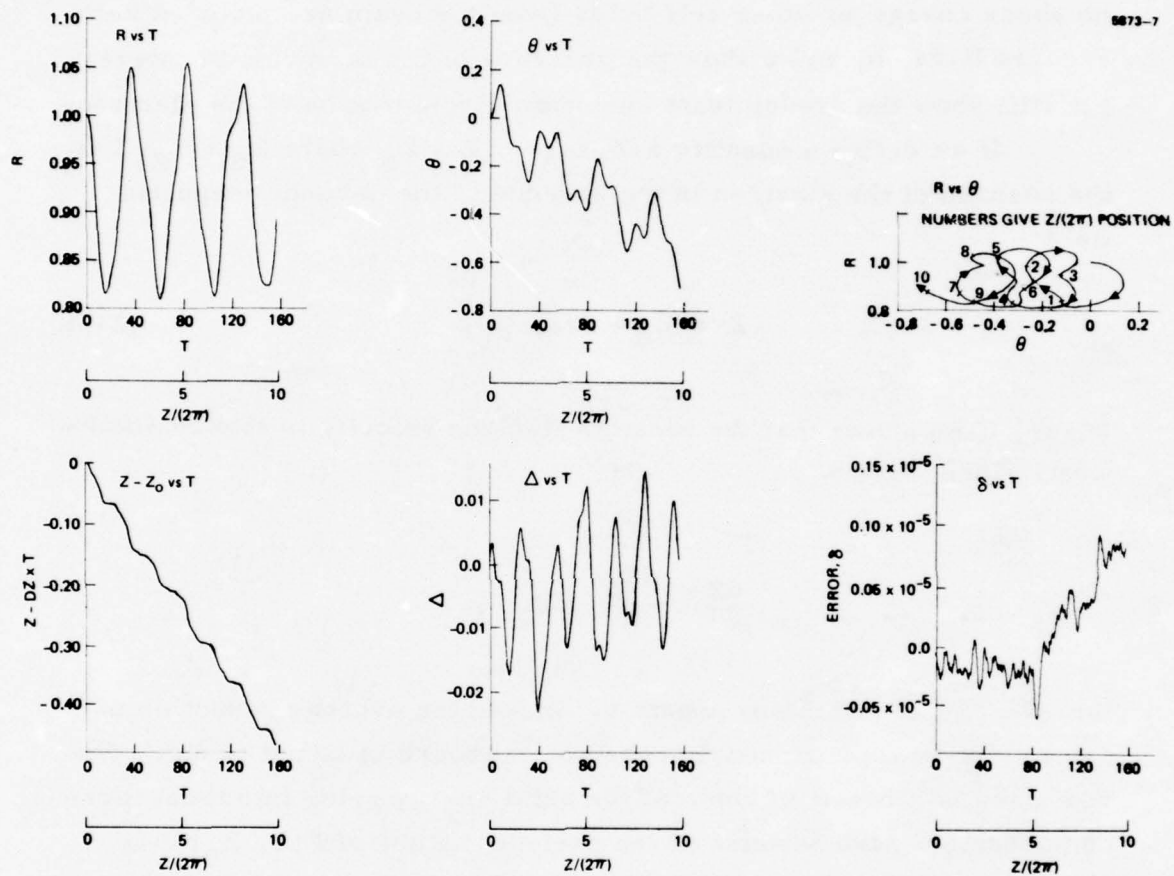 5873-7
R vs T
R
1.05
1.00
0.95
0.90
0.85
0.80
0 40 80 120 160
T
0 5 10
Z/(2π)
θ vs T
θ
0.4
0.2
0
-0.2
-0.4
-0.6
-0.8
0 40 80 120 160
T
0 5 10
Z/(2π)
R vs θ
NUMBERS GIVE Z/(2π) POSITION
R
1.0
0.8
10 8 5 2 3 7 9 6 1
-0.8 -0.6 -0.4 -0.2 0 0.2
θ
Z - Z₀ vs T
Z - DZ x T
0
-0.10
-0.20
-0.30
-0.40
0 40 80 120 160
T
0 5 10
Z/(2π)
Δ vs T
Δ
0.01
0.0
-0.01
-0.02
0 40 80 120 160
T
0 5 10
Z/(2π)
δ vs T
ERROR, δ
0.15 x 10⁻⁵
0.10 x 10⁻⁵
0.05 x 10⁻⁵
0.0
-0.05 x 10⁻⁵
0 40 80 120 160
T
0 5 10
Z/(2π)